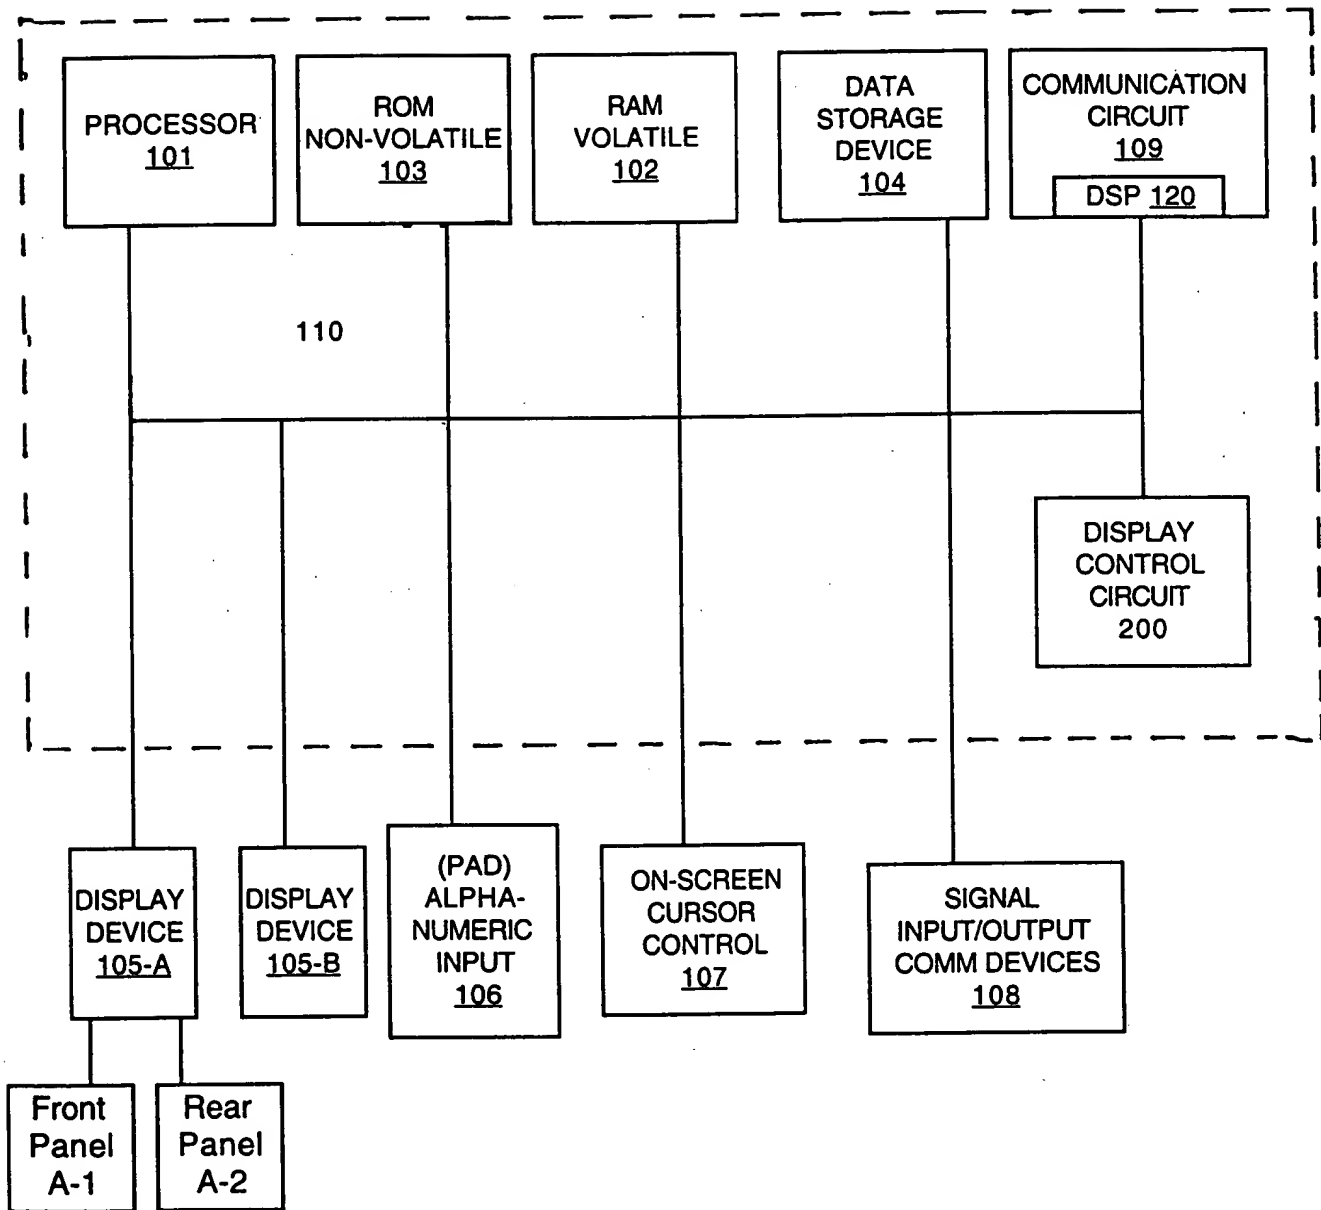 PROCESSOR
101
ROM
NON-VOLATILE
103
RAM
VOLATILE
102
DATA
STORAGE
DEVICE
104
COMMUNICATION
CIRCUIT
109
DSP 120
110
DISPLAY
CONTROL
CIRCUIT
200
DISPLAY
DEVICE
105-A
DISPLAY
DEVICE
105-B
(PAD)
ALPHA-
NUMERIC
INPUT
106
ON-SCREEN
CURSOR
CONTROL
107
SIGNAL
INPUT/OUTPUT
COMM DEVICES
108
Front
Panel
A-1
Rear
Panel
A-2